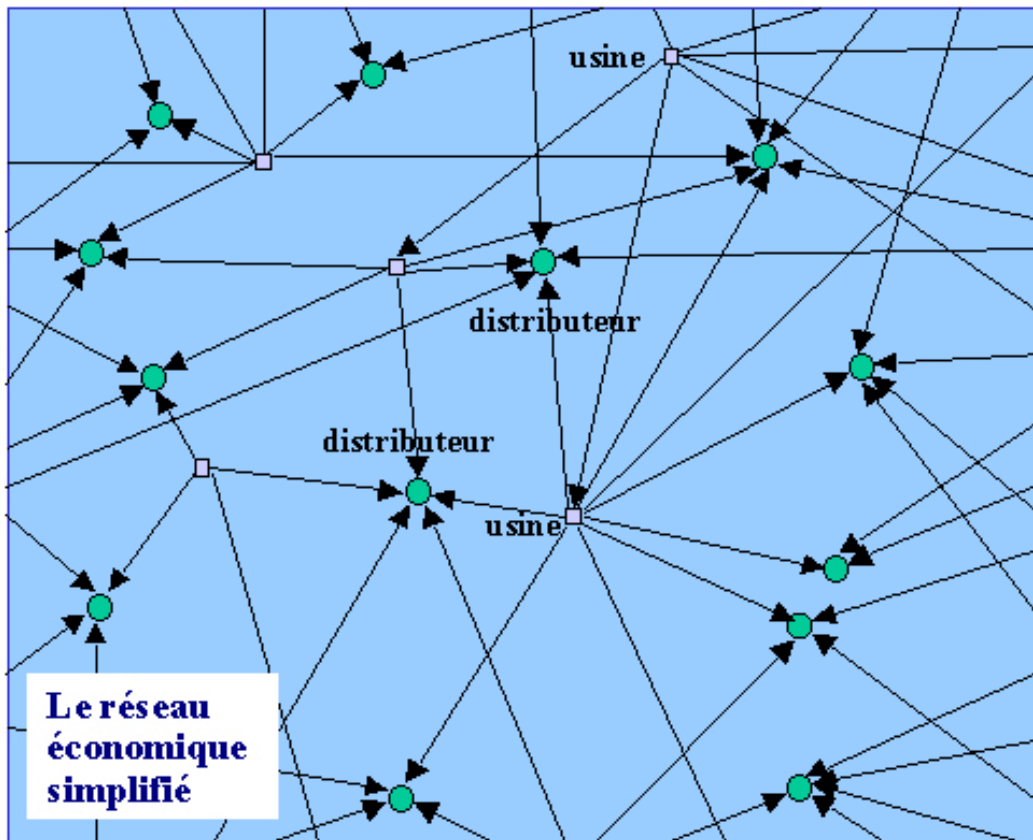 usine
distributeur
distributeur
usine
Le réseau
économique
simplifié